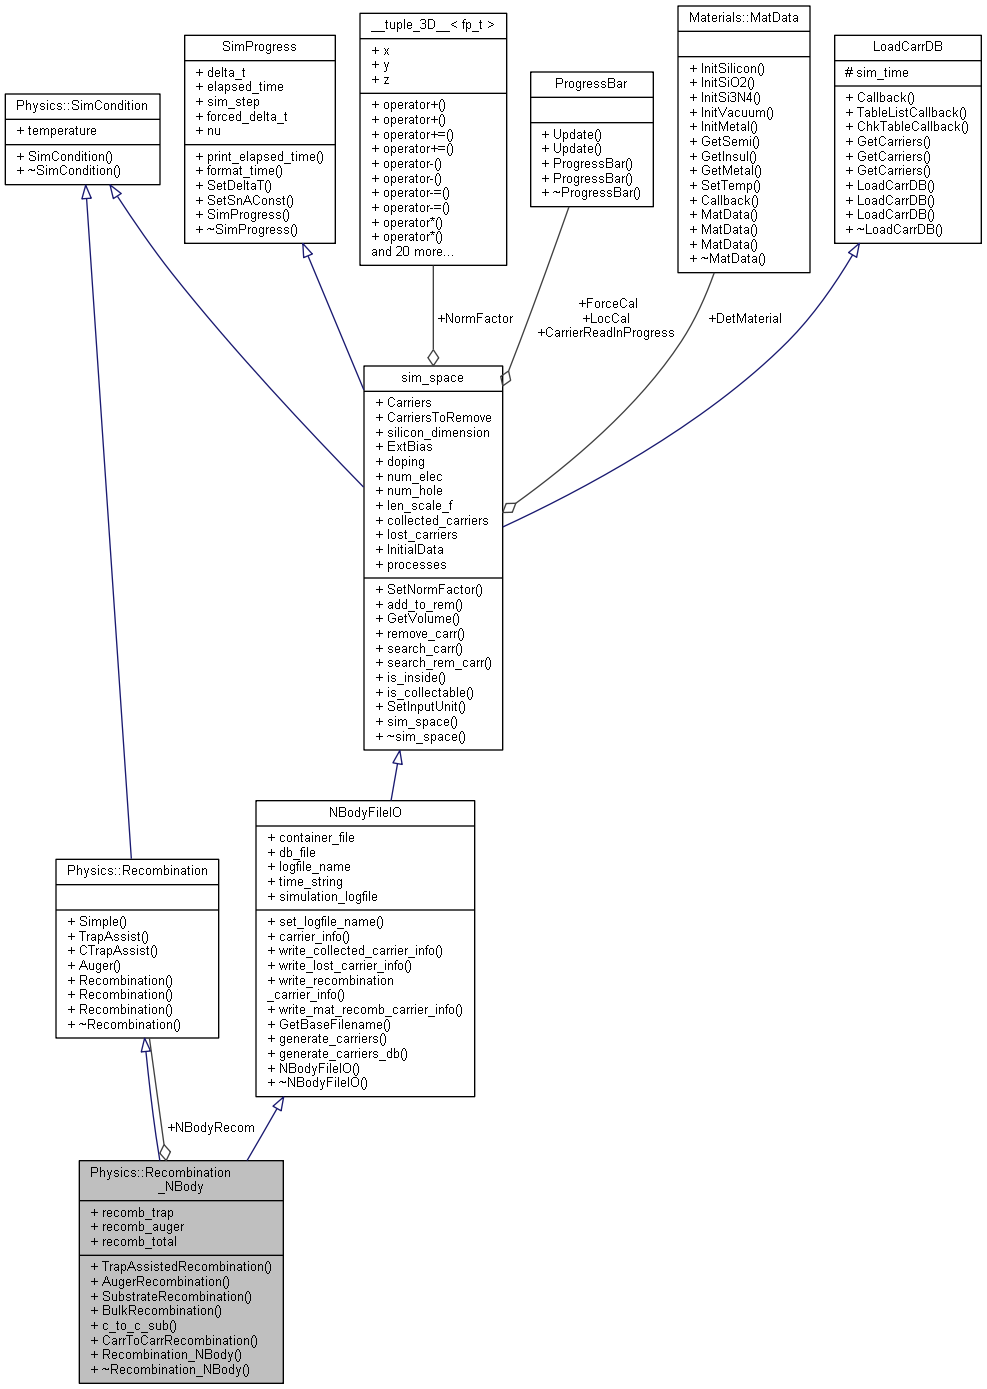 Physics::SimCondition
+ temperature
+ SimCondition()
+ ~SimCondition()
SimProgress
+ delta_t
+ elapsed_time
+ sim_step
+ forced_delta_t
+ nu
+ print_elapsed_time()
+ format_time()
+ SetDeltaT()
+ SetSnAConst()
+ SimProgress()
+ ~SimProgress()
__tuple_3D__< fp_t >
+ x
+ y
+ z
+ operator+()
+ operator+()
+ operator+=()
+ operator+=()
+ operator-()
+ operator-()
+ operator-=()
+ operator-=()
+ operator*()
+ operator*()
and 20 more...
ProgressBar
+ Update()
+ Update()
+ ProgressBar()
+ ProgressBar()
+ ~ProgressBar()
Materials::MatData
+ InitSilicon()
+ InitSiO2()
+ InitSi3N4()
+ InitVacuum()
+ InitMetal()
+ GetSemi()
+ GetInsul()
+ GetMetal()
+ SetTemp()
+ Callback()
+ MatData()
+ MatData()
+ MatData()
+ ~MatData()
LoadCarrDB
# sim_time
+ Callback()
+ TableListCallback()
+ ChkTableCallback()
+ GetCarriers()
+ GetCarriers()
+ GetCarriers()
+ LoadCarrDB()
+ LoadCarrDB()
+ LoadCarrDB()
+ ~LoadCarrDB()
+NormFactor
+ForceCal
+LocCal
+CarrierReadInProgress
+DetMaterial
sim_space
+ Carriers
+ CarriersToRemove
+ silicon_dimension
+ ExtBias
+ doping
+ num_elec
+ num_hole
+ len_scale_f
+ collected_carriers
+ lost_carriers
+ InitialData
+ processes
+ SetNormFactor()
+ add_to_rem()
+ GetVolume()
+ remove_carr()
+ search_carr()
+ search_rem_carr()
+ is_inside()
+ is_collectable()
+ SetInputUnit()
+ sim_space()
+ ~sim_space()
NBodyFileIO
+ container_file
+ db_file
+ logfile_name
+ time_string
+ simulation_logfile
+ set_logfile_name()
+ carrier_info()
+ write_collected_carrier_info()
+ write_lost_carrier_info()
+ write_recombination
_carrier_info()
+ write_mat_recomb_carrier_info()
+ GetBaseFilename()
+ generate_carriers()
+ generate_carriers_db()
+ NBodyFileIO()
+ ~NBodyFileIO()
Physics::Recombination
+ Simple()
+ TrapAssist()
+ CTrapAssist()
+ Auger()
+ Recombination()
+ Recombination()
+ Recombination()
+ ~Recombination()
+NBodyRecom
Physics::Recombination
_NBody
+ recomb_trap
+ recomb_auger
+ recomb_total
+ TrapAssistedRecombination()
+ AugerRecombination()
+ SubstrateRecombination()
+ BulkRecombination()
+ c_to_c_sub()
+ CarrToCarrRecombination()
+ Recombination_NBody()
+ ~Recombination_NBody()